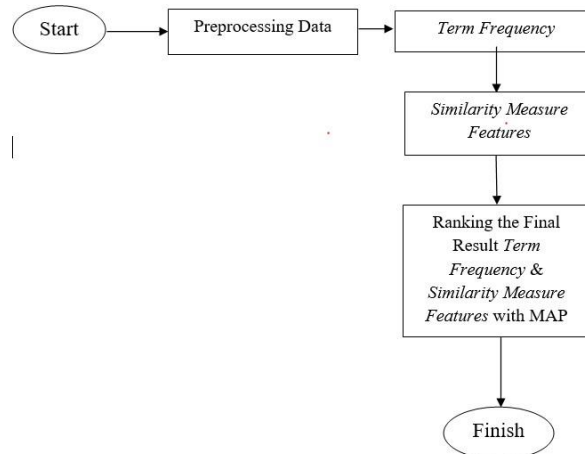 Start
Preprocessing Data
Term Frequency
Similarity Measure
Features
Ranking the Final
Result Term
Frequency &
Similarity Measure
Features with MAP
Finish